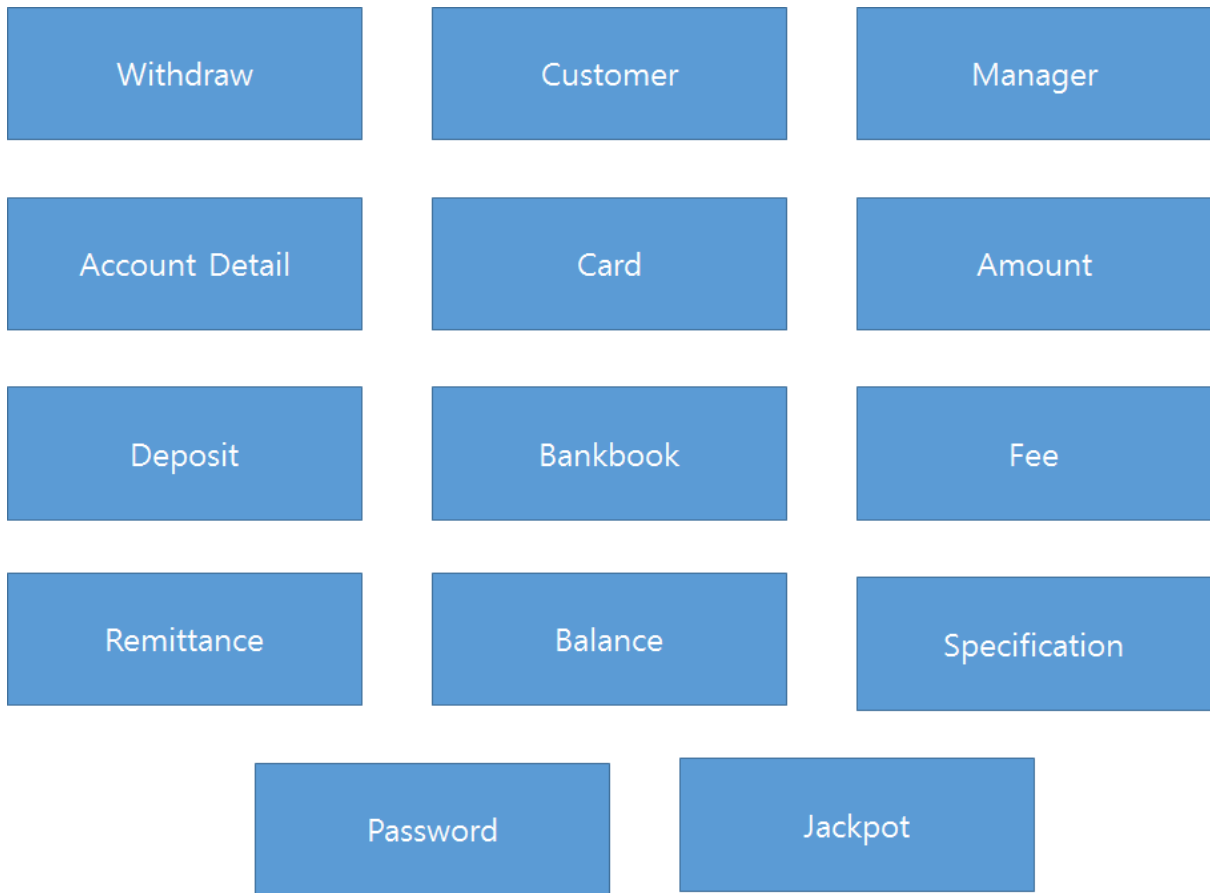 Withdraw
Customer
Manager
Account Detail
Card
Amount
Deposit
Bankbook
Fee
Remittance
Balance
Specification
Password
Jackpot